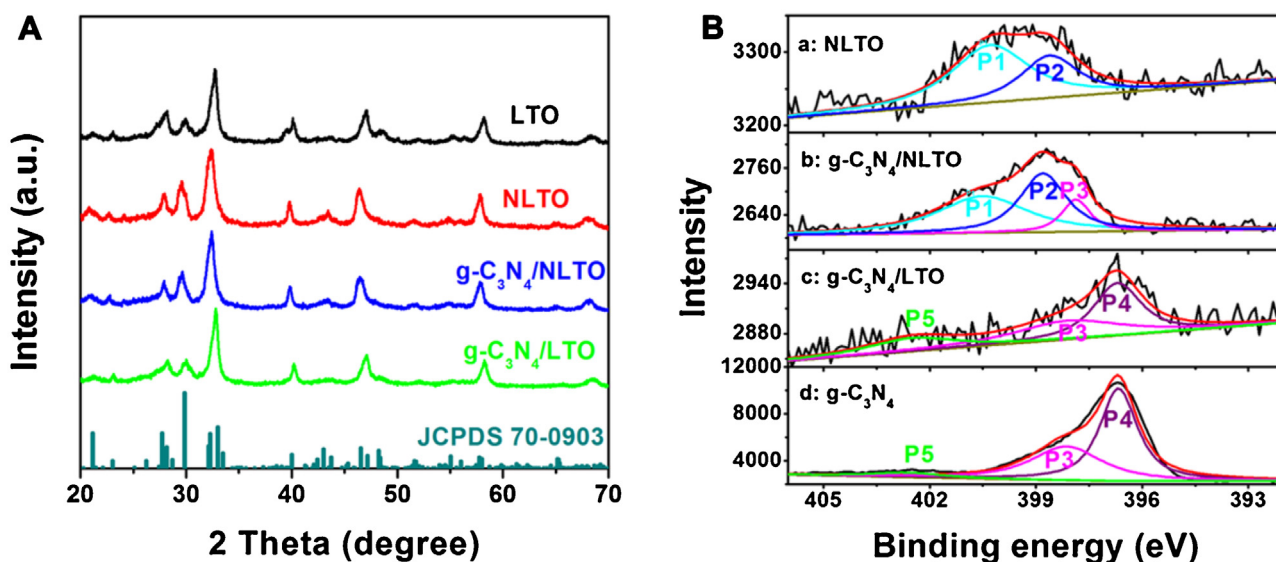 A
LTO
NLTO
g-C₃N₄/NLTO
g-C₃N₄/LTO
JCPDS 70-0903
20 30 40 50 60 70
2 Theta (degree)
Intensity (a.u.)
B
a: NLTO
P1 P2
3300
3200
b: g-C₃N₄/NLTO
P1 P2 P3
2760
2640
c: g-C₃N₄/LTO
P5 P3 P4
2940
2880
12000
d: g-C₃N₄
P5 P3 P4
8000
4000
405 402 399 396 393
Binding energy (eV)
Intensity